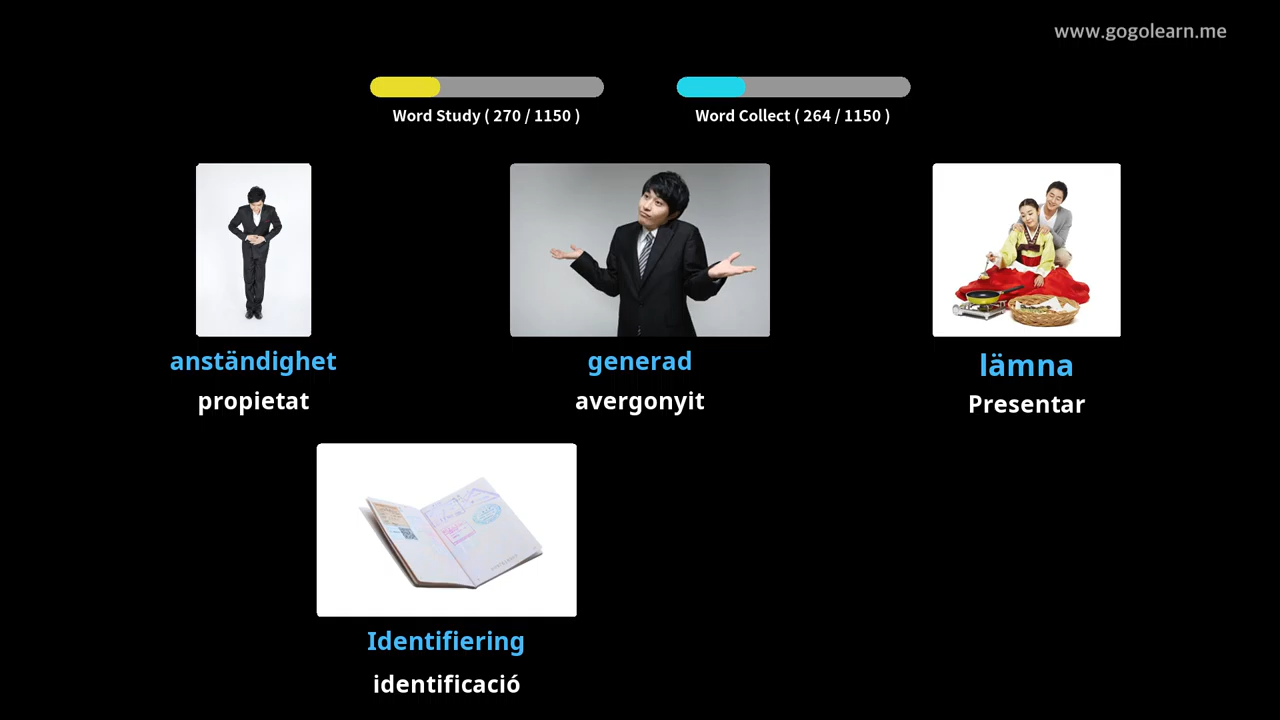 www.gogolearn.me
Word Study ( 270 / 1150 )
Word Collect ( 264 / 1150 )
anständighet
generad
lämna
propietat
avergonyit
Presentar
Identifiering
identificació